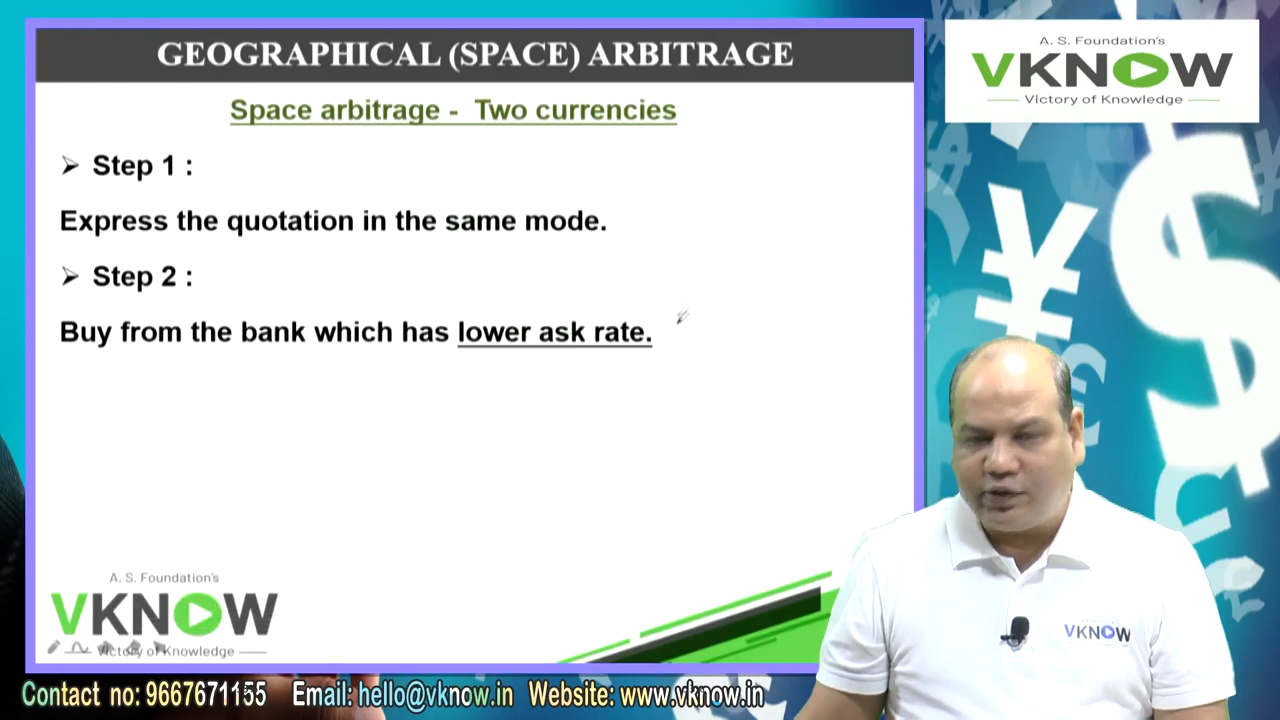 GEOGRAPHICAL (SPACE) ARBITRAGE
Space arbitrage - Two currencies
Step 1 :
Express the quotation in the same mode.
Step 2 :
Buy from the bank which has lower ask rate.
A. S. Foundation's
VKNOW
Victory of Knowledge
A. S. Foundation's
VKNOW
Victory of Knowledge
VKNOW
Contact no: 9667671155 Email: hello@vknow.in Website: www.vknow.in